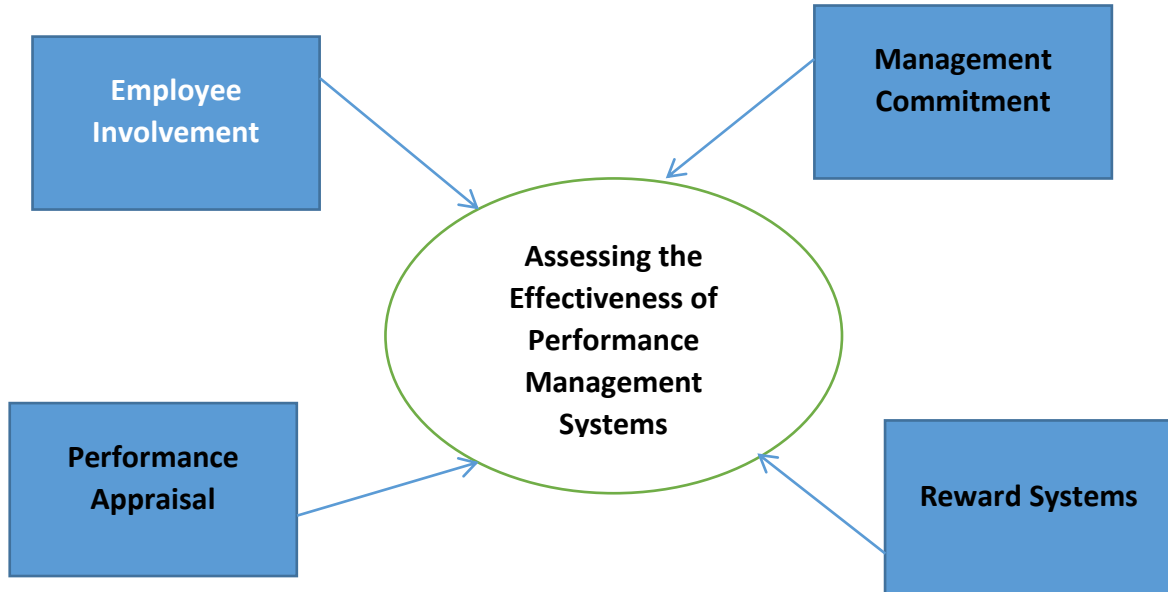 Employee
Involvement
Management
Commitment
Assessing the
Effectiveness of
Performance
Management
Systems
Performance
Appraisal
Reward Systems